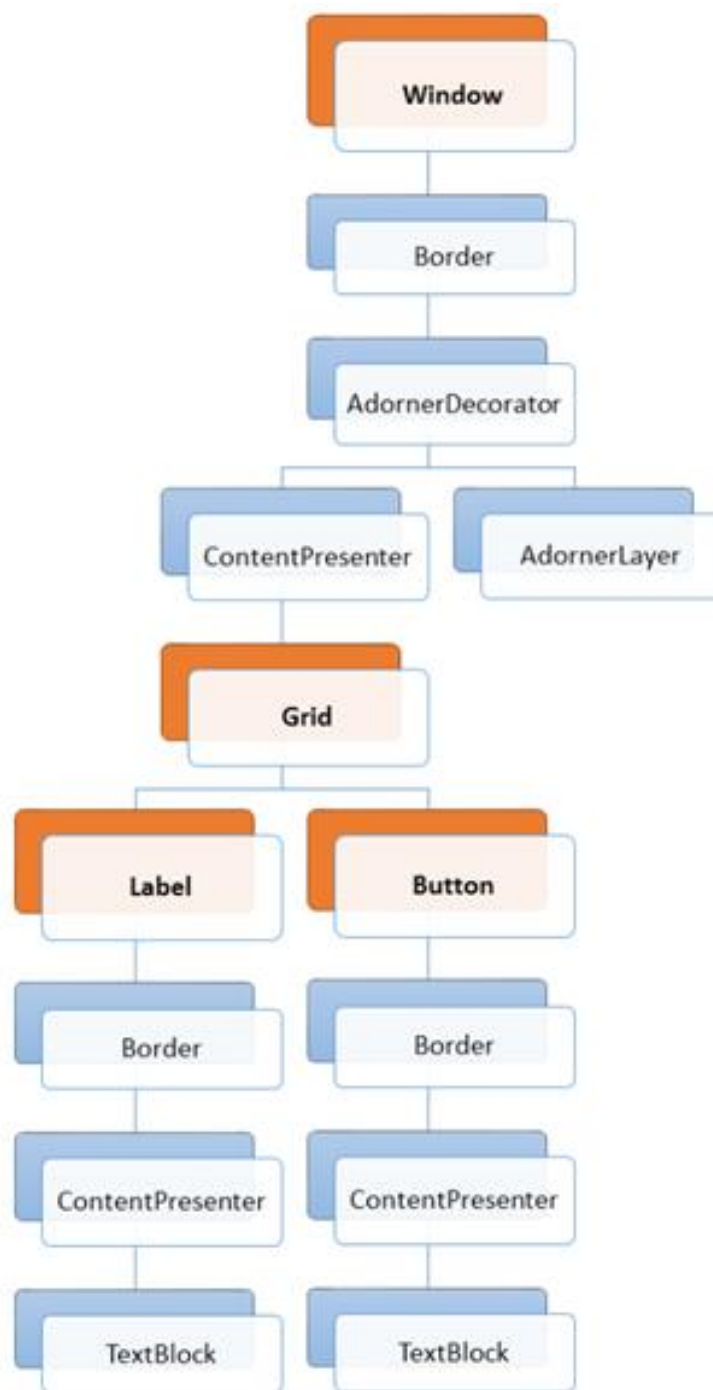 Window
Border
AdornerDecorator
ContentPresenter
AdornerLayer
Grid
Label
Button
Border
Border
ContentPresenter
ContentPresenter
TextBlock
TextBlock